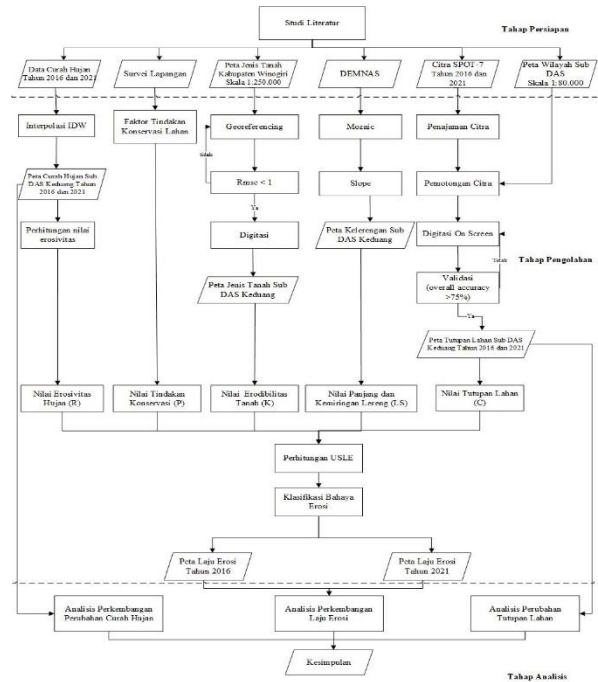 Studi Literatur
Tahap Persiapan
Data Curah Hujan
Tahun 2016 dan 2021
Survei Lapangan
Peta Jenis Tanah
Kabupaten Winogiri
Skala 1:250.000
DEMNAS
Citra SPOT-7
Tahun 2016 dan
2021
Peta Wilayah Sub
DAS
Skala 1:80.000
Interpolasi IDW
Faktor Tindakan
Konservasi Lahan
Georeferencing
Mozaic
Penajaman Citra
Tidak
Peta Curah Hujan Sub
DAS Keduang Tahun
2016 dan 2021
Rmse < 1
Slope
Pemotongan Citra
Ya
Perhitungan nilai
erosivitas
Digitasi
Peta Kelerengan Sub
DAS Keduang
Digitasi On Screen
Tidak
Tahap Pengolahan
Peta Jenis Tanah Sub
DAS Keduang
Validasi
(overall accuracy
>75%)
Ya
Peta Tutupan Lahan Sub DAS
Keduang Tahun 2016 dan 2021
Nilai Erosivitas
Hujan (R)
Nilai Tindakan
Konservasi (P)
Nilai Erodibilitas
Tanah (K)
Nilai Panjang dan
Kemiringan Lereng (LS)
Nilai Tutupan Lahan
(C)
Perhitungan USLE
Klasifikasi Bahaya
Erosi
Peta Laju Erosi
Tahun 2016
Peta Laju Erosi
Tahun 2021
Analisis Perkembangan
Perubahan Curah Hujan
Analisis Perkembangan
Laju Erosi
Analisis Perubahan
Tutupan Lahan
Kesimpulan
Tahap Analisis